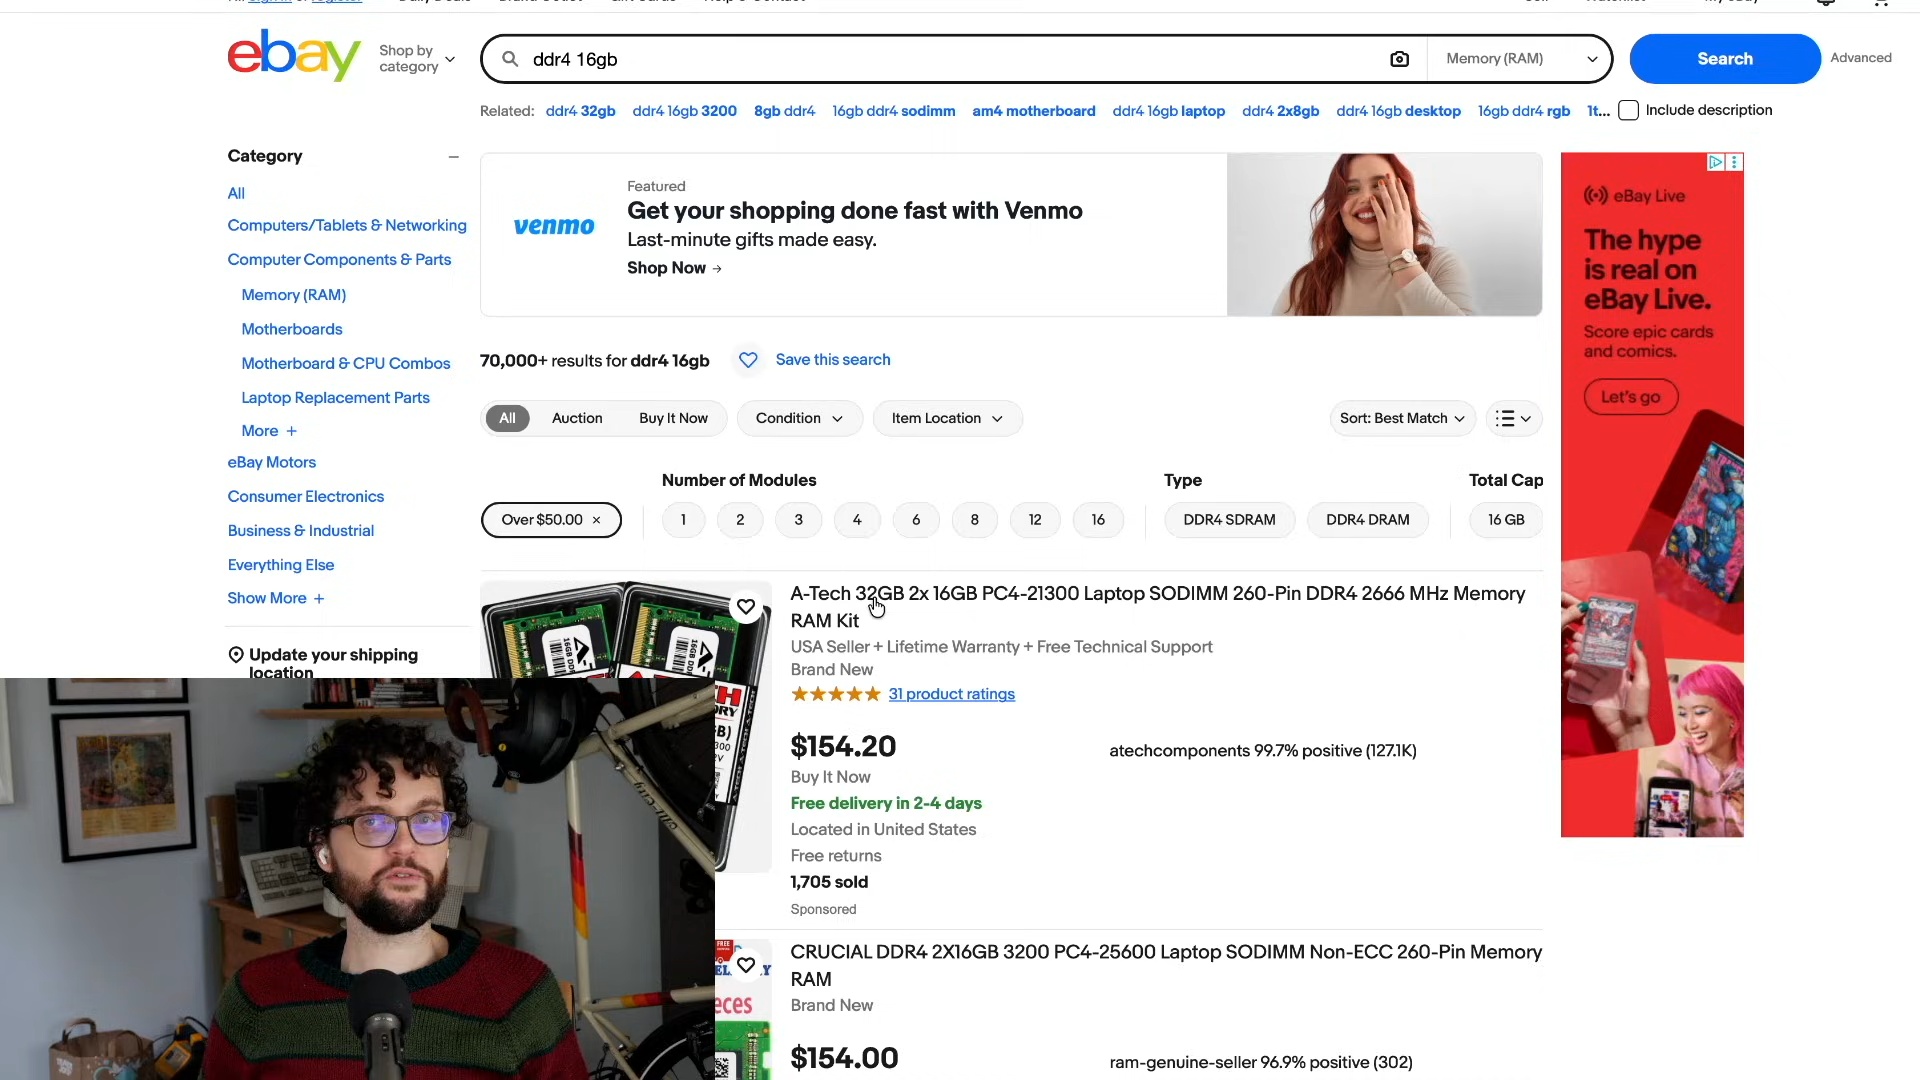 Shop by
category
ebay
ddr4 16gb
Memory (RAM)
Search
Advanced
Related: ddr4 32gb ddr4 16gb 3200 8gb ddr4 16gb ddr4 sodimm am4 motherboard ddr4 16gb laptop ddr4 2x8gb ddr4 16gb desktop 16gb ddr4 rgb 1t...
Include description
Category
All
Computers/Tablets & Networking
Computer Components & Parts
Memory (RAM)
Motherboards
Motherboard & CPU Combos
Laptop Replacement Parts
More +
eBay Motors
Consumer Electronics
Business & Industrial
Everything Else
Show More +
Update your shipping
location
venmo
Featured
Get your shopping done fast with Venmo
Last-minute gifts made easy.
Shop Now →
70,000+ results for ddr4 16gb
Save this search
All Auction Buy It Now Condition Item Location
Sort: Best Match
Number of Modules Type Total Cap
Over $50.00 × 1 2 3 4 6 8 12 16 DDR4 SDRAM DDR4 DRAM 16 GB
A-Tech 32GB 2x 16GB PC4-21300 Laptop SODIMM 260-Pin DDR4 2666 MHz Memory
RAM Kit
USA Seller + Lifetime Warranty + Free Technical Support
Brand New
31 product ratings
$154.20
atechcomponents 99.7% positive (127.1K)
Buy It Now
Free delivery in 2-4 days
Located in United States
Free returns
1,705 sold
Sponsored
CRUCIAL DDR4 2X16GB 3200 PC4-25600 Laptop SODIMM Non-ECC 260-Pin Memory
RAM
Brand New
$154.00
ram-genuine-seller 96.9% positive (302)
eBay Live
The hype
is real on
eBay Live.
Score epic cards
and comics.
Let's go